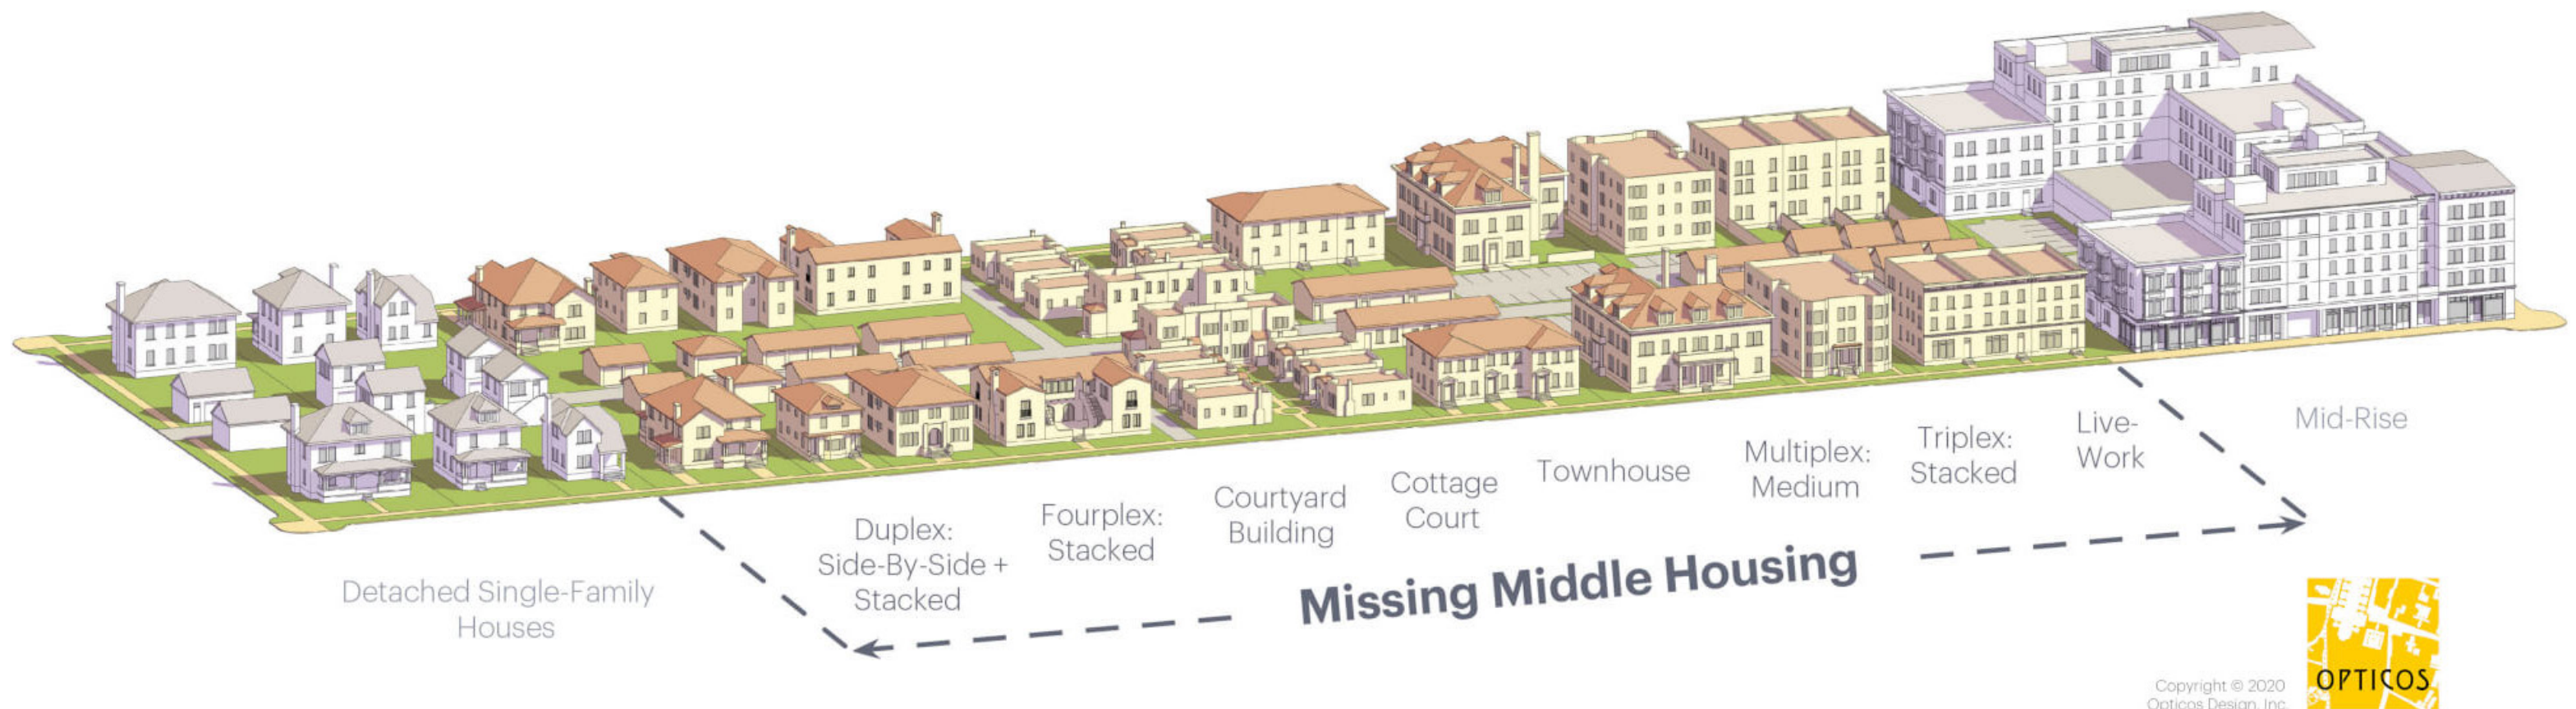 Detached Single-Family
Houses
Duplex:
Side-By-Side +
Stacked
Fourplex:
Stacked
Courtyard
Building
Cottage
Court
Townhouse
Multiplex:
Medium
Triplex:
Stacked
Live-
Work
Mid-Rise
Missing Middle Housing
Copyright © 2020
Opticos Design, Inc.
OPTICOS